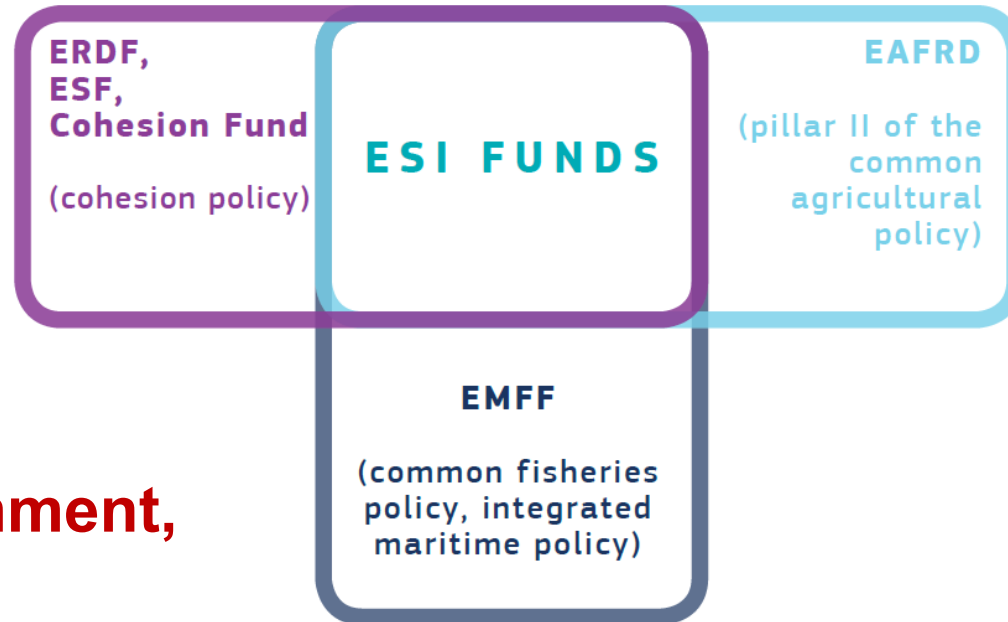 ERDF,
ESF,
Cohesion Fund
(cohesion policy)
ESI FUNDS
EAFRD
(pillar II of the
common
agricultural
policy)
EMFF
(common fisheries
policy, integrated
maritime policy)
nment,